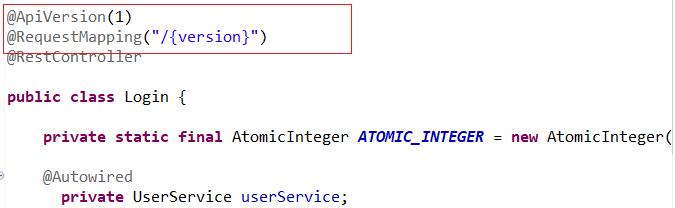 @ApiVersion(1)
@RequestMapping("/{version}")
@RestController
public class Login {
private static final AtomicInteger ATOMIC_INTEGER = new AtomicInteger(
@Autowired
private UserService userService;